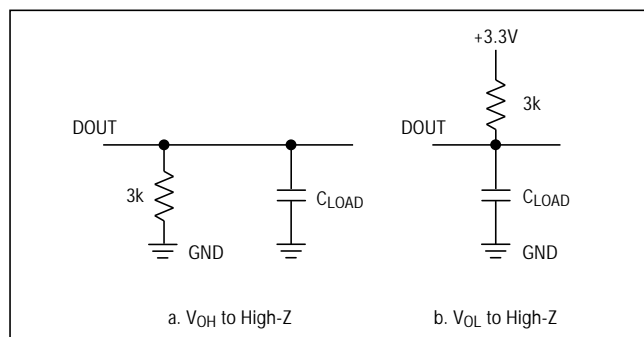 +3.3V
3k
DOUT
DOUT
3k
CLOAD
CLOAD
GND
GND
a. VOH to High-Z
b. VOL to High-Z